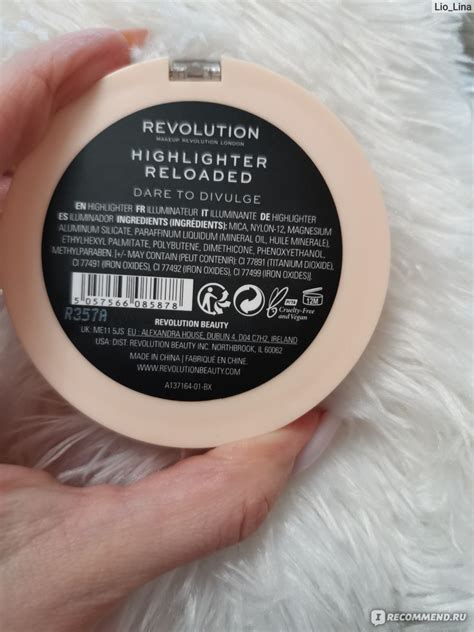 Lio_Lina
REVOLUTION
MAKEUP REVOLUTION LONDON
HIGHLIGHTER
RELOADED
DARE TO DIVULGE
EN HIGHLIGHTER FR ILLUMINATEUR IT ILLUMINANTE DE HIGHLIGHTER
ES ILUMINADOR INGREDIENTS (INGRÉDIENTS): MICA, NYLON-12, MAGNESIUM
ALUMINUM SILICATE, PARAFFINUM LIQUIDUM (MINERAL OIL, HUILE MINERALE),
ETHYLHEXYL PALMITATE, POLYBUTENE, DIMETHICONE, PHENOXYETHANOL,
METHYLPARABEN. [+/- MAY CONTAIN (PEUT CONTENIR): CI 77891 (TITANIUM DIOXIDE),
CI 77491 (IRON OXIDES), CI 77492 (IRON OXIDES), CI 77499 (IRON OXIDES)]
5 057566 085878
R357A
12M
Cruelty-Free
and Vegan
REVOLUTION BEAUTY
UK: ME11 5JS EU: ALEXANDRA HOUSE, DUBLIN 4, D04 C7H2, IRELAND
USA: DIST. REVOLUTION BEAUTY INC. NORTHBROOK, IL 60062
MADE IN CHINA | FABRIQUÉ EN CHINE.
WWW.REVOLUTIONBEAUTY.COM
A137164-01-BX
RECOMMEND.RU